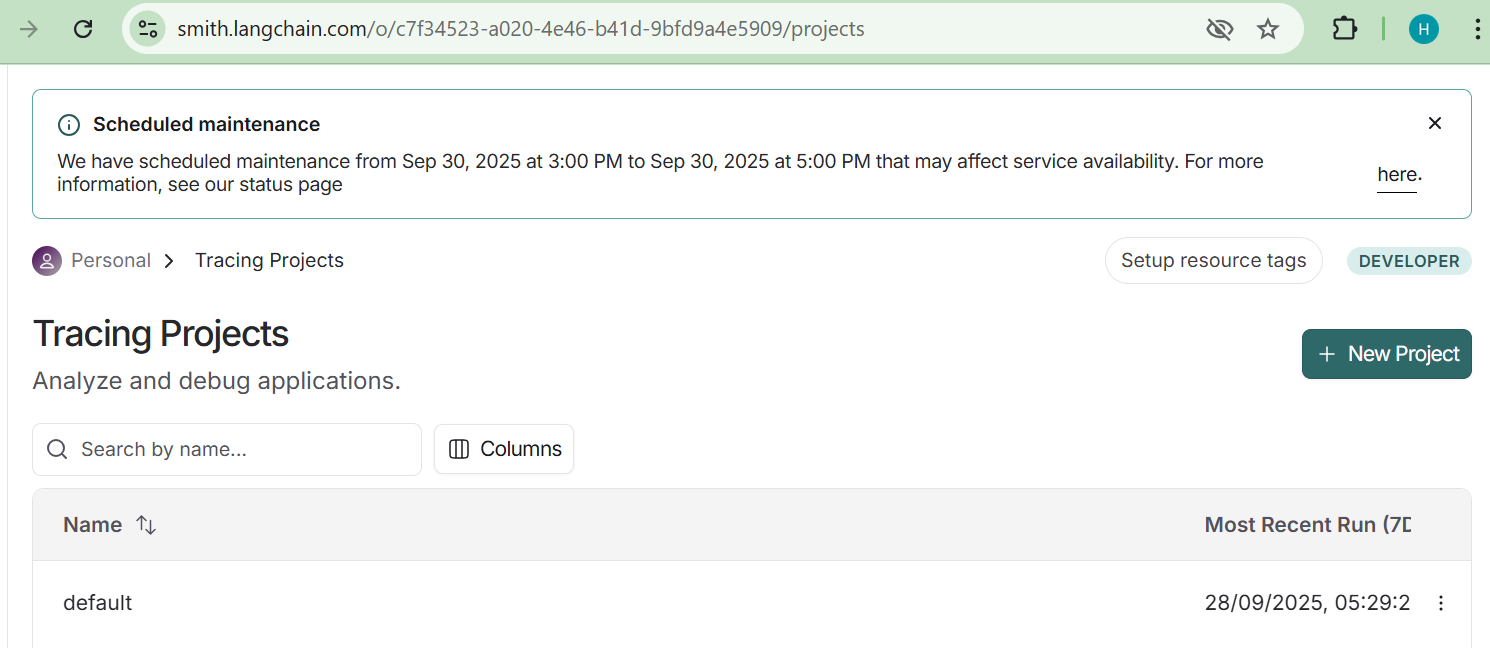 smith.langchain.com/o/c7f34523-a020-4e46-b41d-9bfd9a4e5909/projects
H
Scheduled maintenance
We have scheduled maintenance from Sep 30, 2025 at 3:00 PM to Sep 30, 2025 at 5:00 PM that may affect service availability. For more
information, see our status page
here.
Personal
Tracing Projects
Setup resource tags
DEVELOPER
Tracing Projects
Analyze and debug applications.
+ New Project
Search by name...
Columns
Name
Most Recent Run (7D
default
28/09/2025, 05:29:2